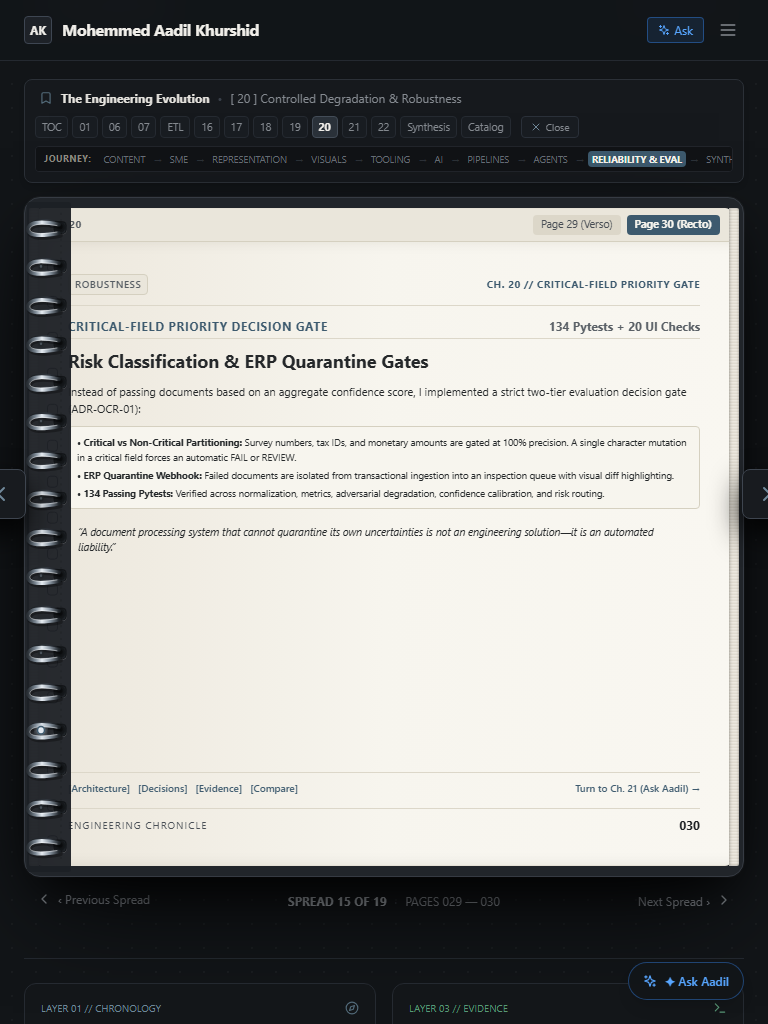 AK Mohemmed Aadil Khurshid Ask
The Engineering Evolution · [ 20 ] Controlled Degradation & Robustness
TOC 01 06 07 ETL 16 17 18 19 20 21 22 Synthesis Catalog × Close
JOURNEY: CONTENT — SME — REPRESENTATION — VISUALS — TOOLING — AI — PIPELINES — AGENTS — RELIABILITY & EVAL — SYNTH
20 Page 29 (Verso) Page 30 (Recto)
ROBUSTNESS CH. 20 // CRITICAL-FIELD PRIORITY GATE
CRITICAL-FIELD PRIORITY DECISION GATE 134 Pytests + 20 UI Checks
Risk Classification & ERP Quarantine Gates
nstead of passing documents based on an aggregate confidence score, I implemented a strict two-tier evaluation decision gate
ADR-OCR-01):
• Critical vs Non-Critical Partitioning: Survey numbers, tax IDs, and monetary amounts are gated at 100% precision. A single character mutation
in a critical field forces an automatic FAIL or REVIEW.
• ERP Quarantine Webhook: Failed documents are isolated from transactional ingestion into an inspection queue with visual diff highlighting.
• 134 Passing Pytests: Verified across normalization, metrics, adversarial degradation, confidence calibration, and risk routing.
“A document processing system that cannot quarantine its own uncertainties is not an engineering solution—it is an automated
liability.”
Architecture] [Decisions] [Evidence] [Compare] Turn to Ch. 21 (Ask Aadil) →
ENGINEERING CHRONICLE 030
‹ Previous Spread SPREAD 15 OF 19 · PAGES 029 — 030 Next Spread ›
✦ Ask Aadil
LAYER 01 // CHRONOLOGY LAYER 03 // EVIDENCE